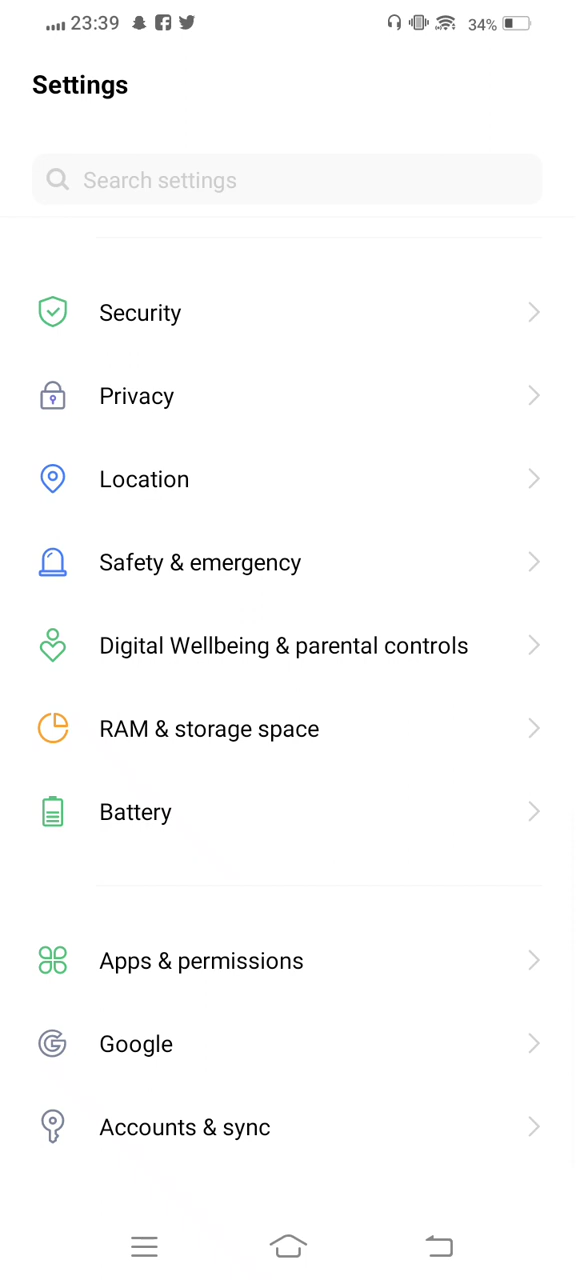 23:39
34%
Settings
Search settings
Security
Privacy
Location
Safety & emergency
Digital Wellbeing & parental controls
RAM & storage space
Battery
Apps & permissions
Google
Accounts & sync